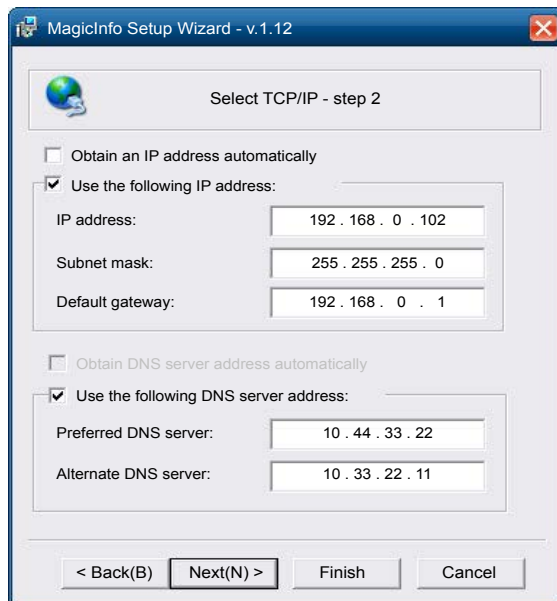 MagicInfo Setup Wizard - v.1.12
Select TCP/IP - step 2
Obtain an IP address automatically
Use the following IP address:
IP address: 192 . 168 . 0 . 102
Subnet mask: 255 . 255 . 255 . 0
Default gateway: 192 . 168 . 0 . 1
Obtain DNS server address automatically
Use the following DNS server address:
Preferred DNS server: 10 . 44 . 33 . 22
Alternate DNS server: 10 . 33 . 22 . 11
< Back(B) Next(N) > Finish Cancel